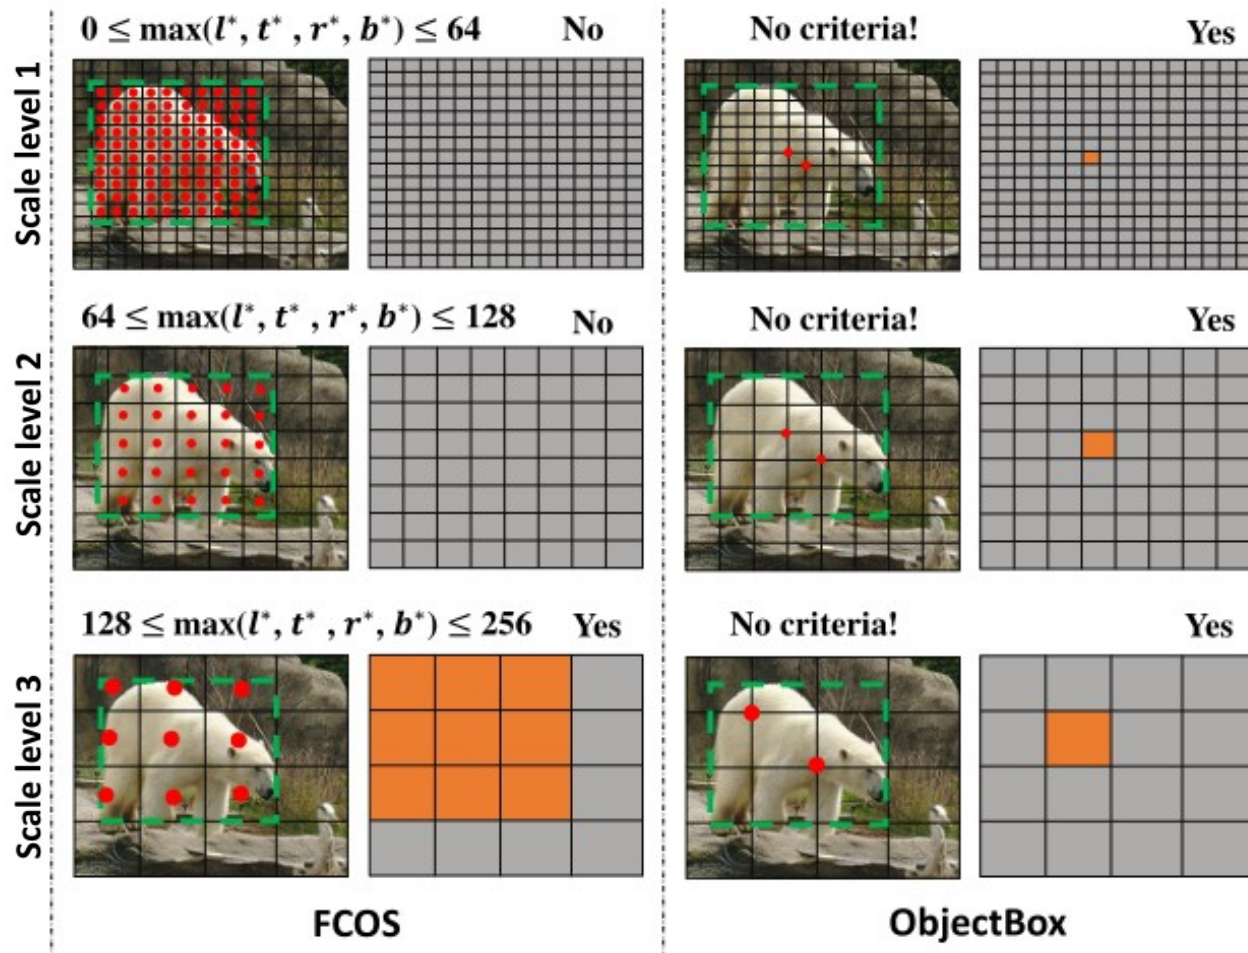 0 ≤ max(l*, t* , r*, b*) ≤ 64 No
No criteria! Yes
Scale level 1
64 ≤ max(l*, t* , r*, b*) ≤ 128 No
No criteria! Yes
Scale level 2
128 ≤ max(l*, t* , r*, b*) ≤ 256 Yes
No criteria! Yes
Scale level 3
FCOS
ObjectBox